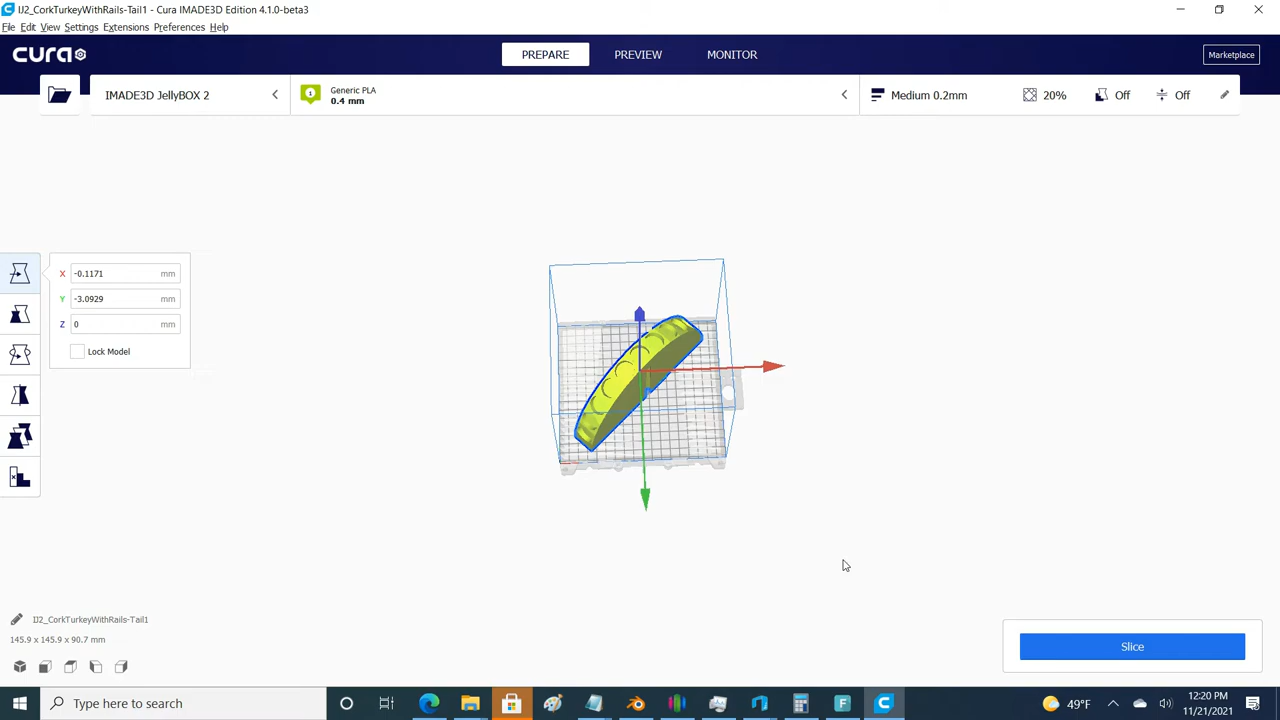 IJ2_CorkTurkeyWithRails-Tail1 - Cura IMADE3D Edition 4.1.0-beta3
File Edit View Settings Extensions Preferences Help
cura
PREPARE
PREVIEW
MONITOR
Marketplace
IMADE3D JellyBOX 2
1
Generic PLA
0.4 mm
Medium 0.2mm
20%
Off
Off
X -0.1171 mm
Y -3.0929 mm
Z 0 mm
Lock Model
IJ2_CorkTurkeyWithRails-Tail1
145.9 x 145.9 x 90.7 mm
Slice
Type here to search
49°F
12:20 PM
11/21/2021